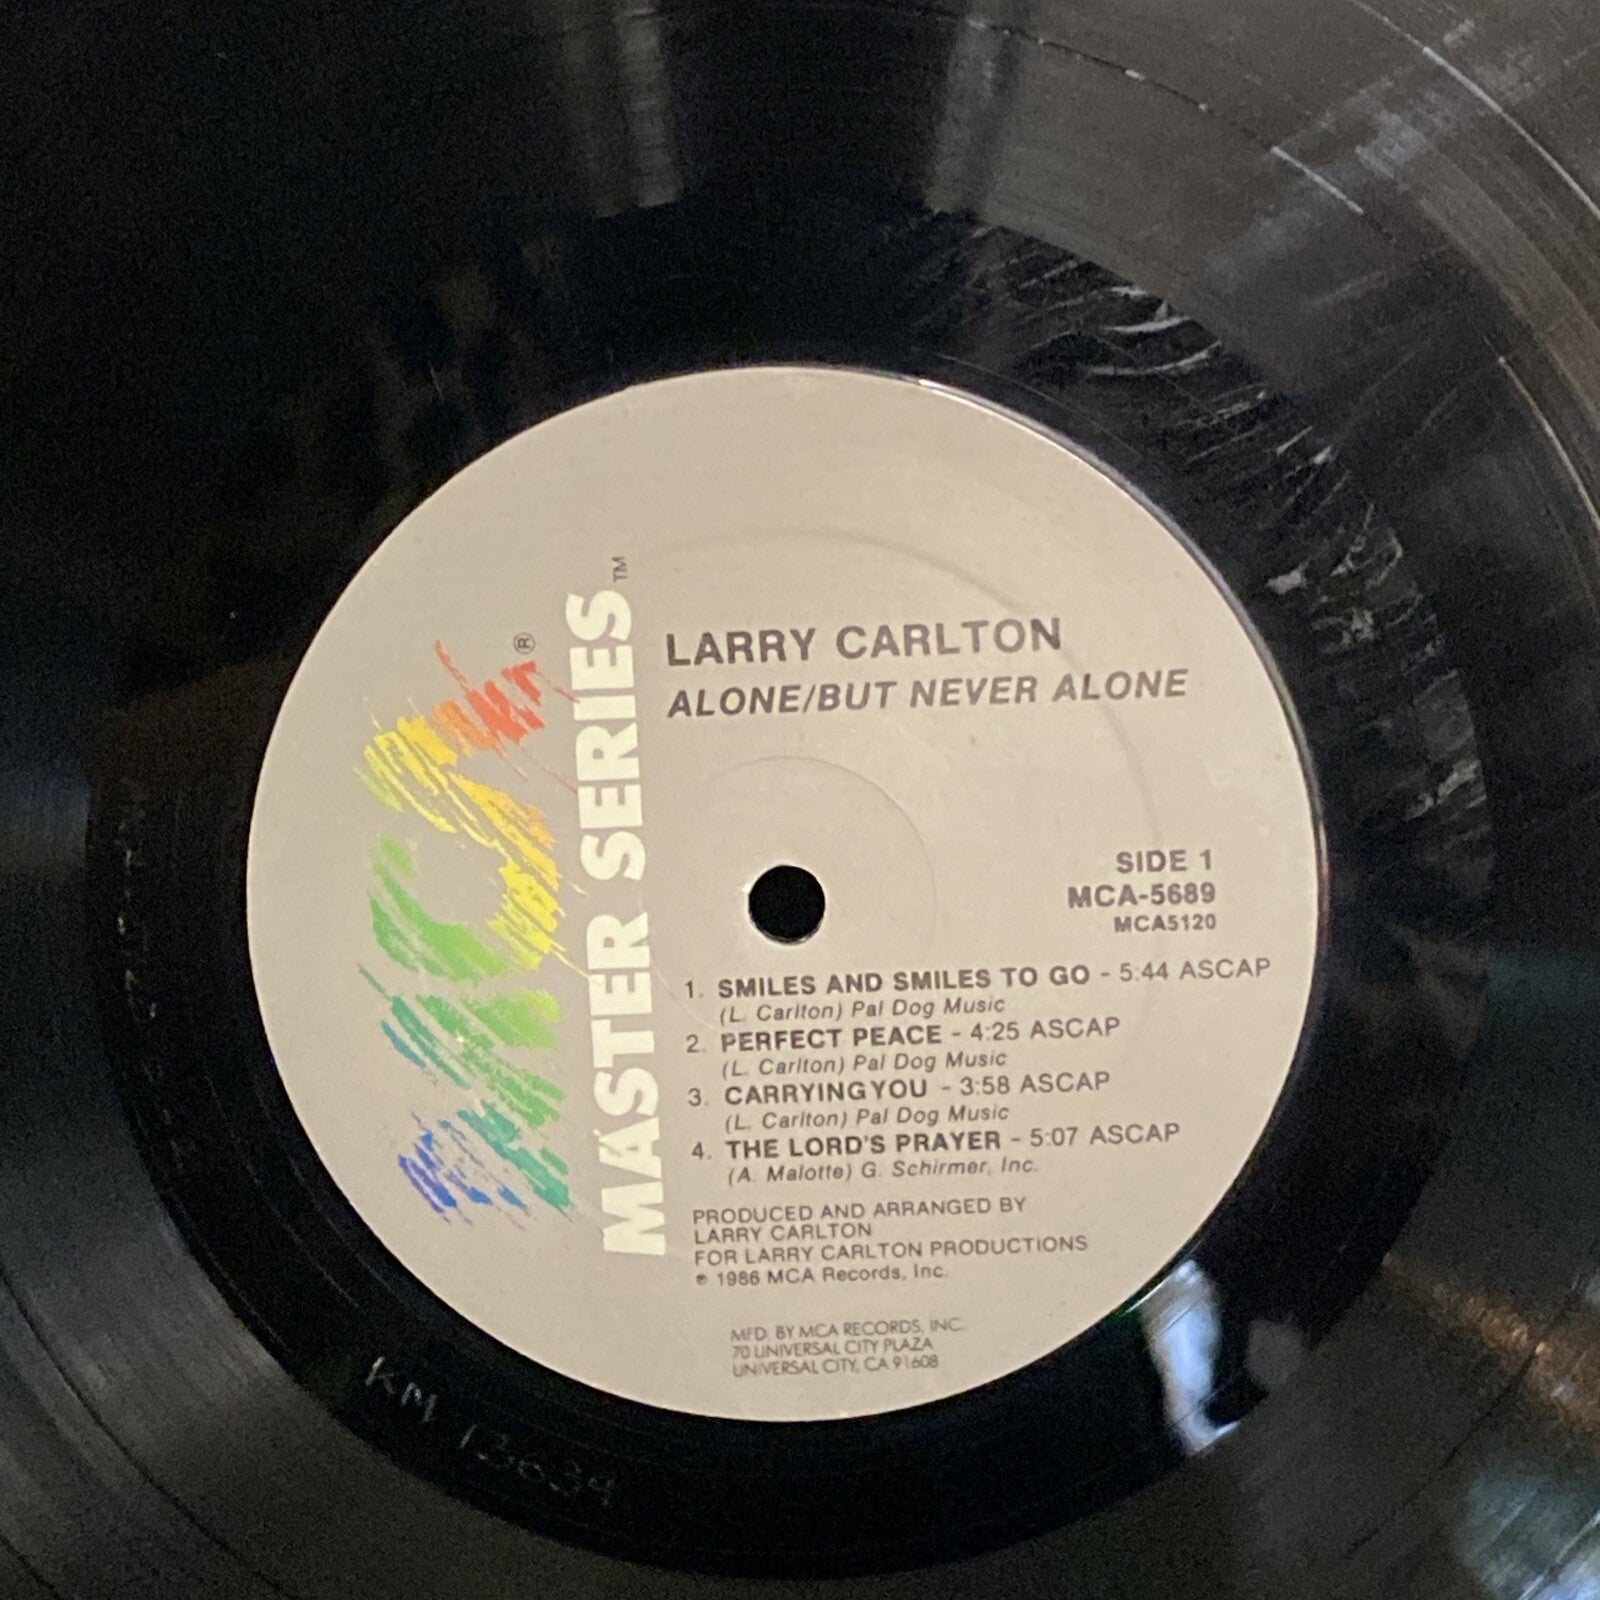 MCA®
MASTER SERIES™
LARRY CARLTON
ALONE/BUT NEVER ALONE
SIDE 1
MCA-5689
MCA5120
1. SMILES AND SMILES TO GO - 5:44 ASCAP
(L. Carlton) Pal Dog Music
2. PERFECT PEACE - 4:25 ASCAP
(L. Carlton) Pal Dog Music
3. CARRYING YOU - 3:58 ASCAP
(L. Carlton) Pal Dog Music
4. THE LORD'S PRAYER - 5:07 ASCAP
(A. Malotte) G. Schirmer, Inc.
PRODUCED AND ARRANGED BY
LARRY CARLTON
FOR LARRY CARLTON PRODUCTIONS
℗ 1986 MCA Records, Inc.
MFD. BY MCA RECORDS, INC.
70 UNIVERSAL CITY PLAZA
UNIVERSAL CITY, CA 91608
KM 13634